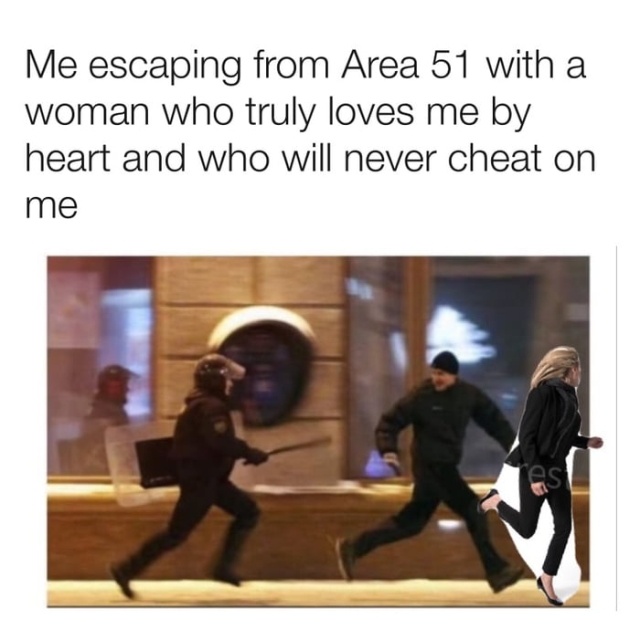 Me escaping from Area 51 with a
woman who truly loves me by
heart and who will never cheat on
me
es